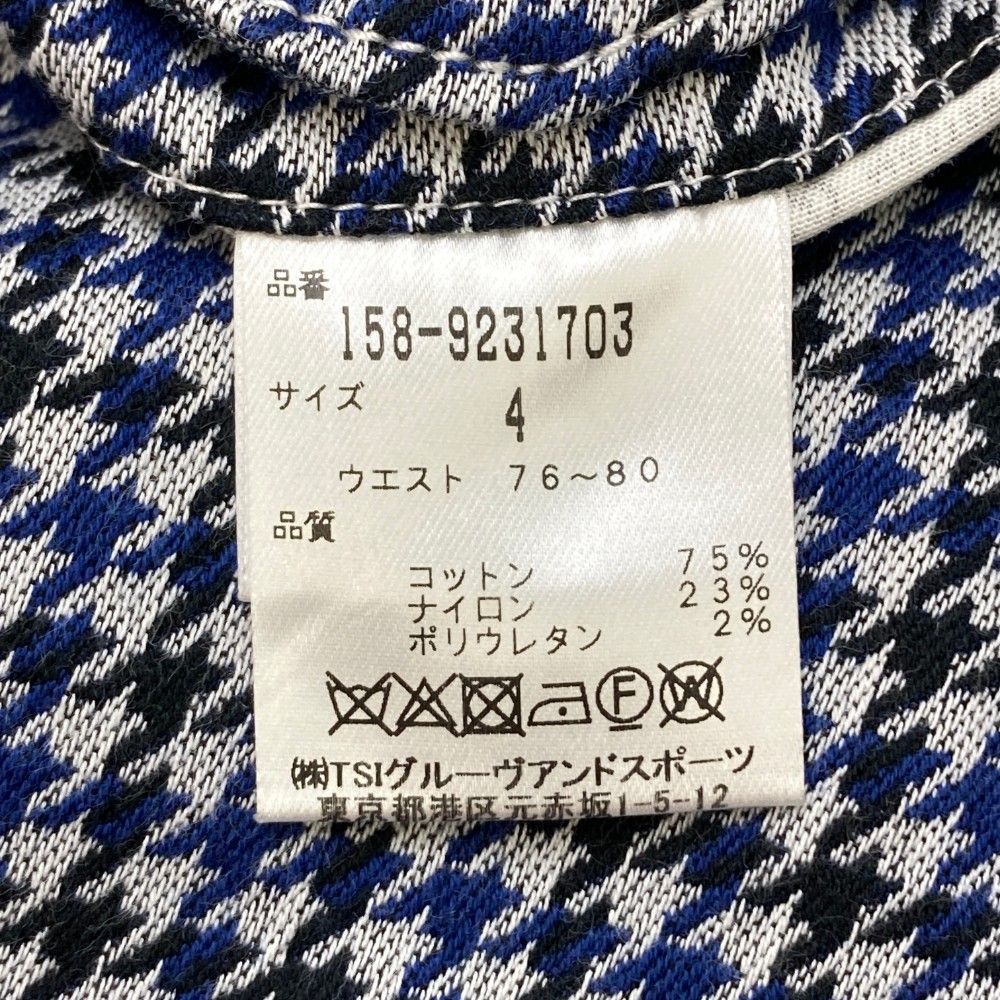 品番
158-9231703
サイズ 4
ウエスト 76~80
品質
コットン 75%
ナイロン 23%
ポリウレタン 2%
F W
㈱TSIグルーヴアンドスポーツ
東京都港区元赤坂1-5-12